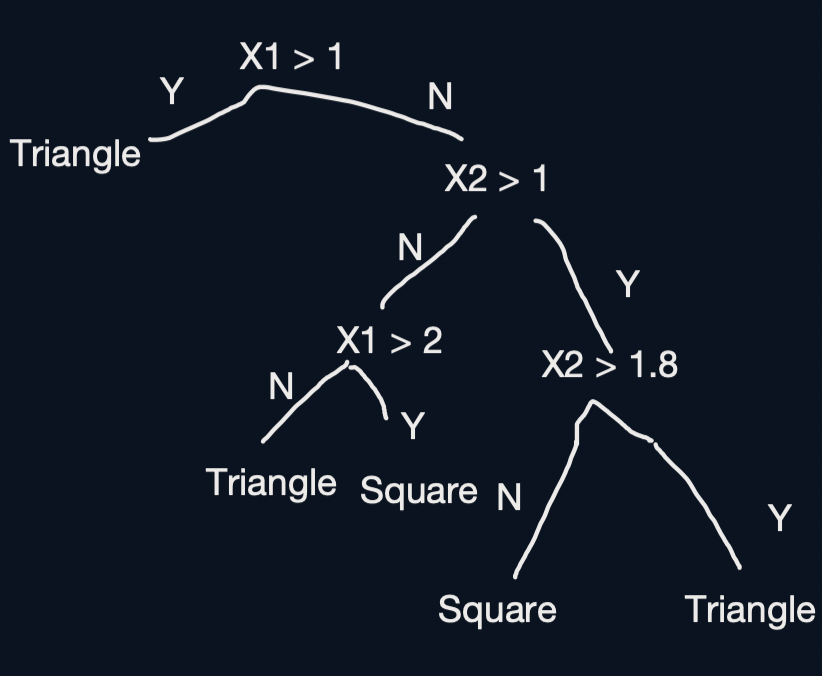 X1 > 1
Y
N
Triangle
X2 > 1
N
Y
X1 > 2
X2 > 1.8
N
Y
Triangle
Square
N
Y
Square
Triangle